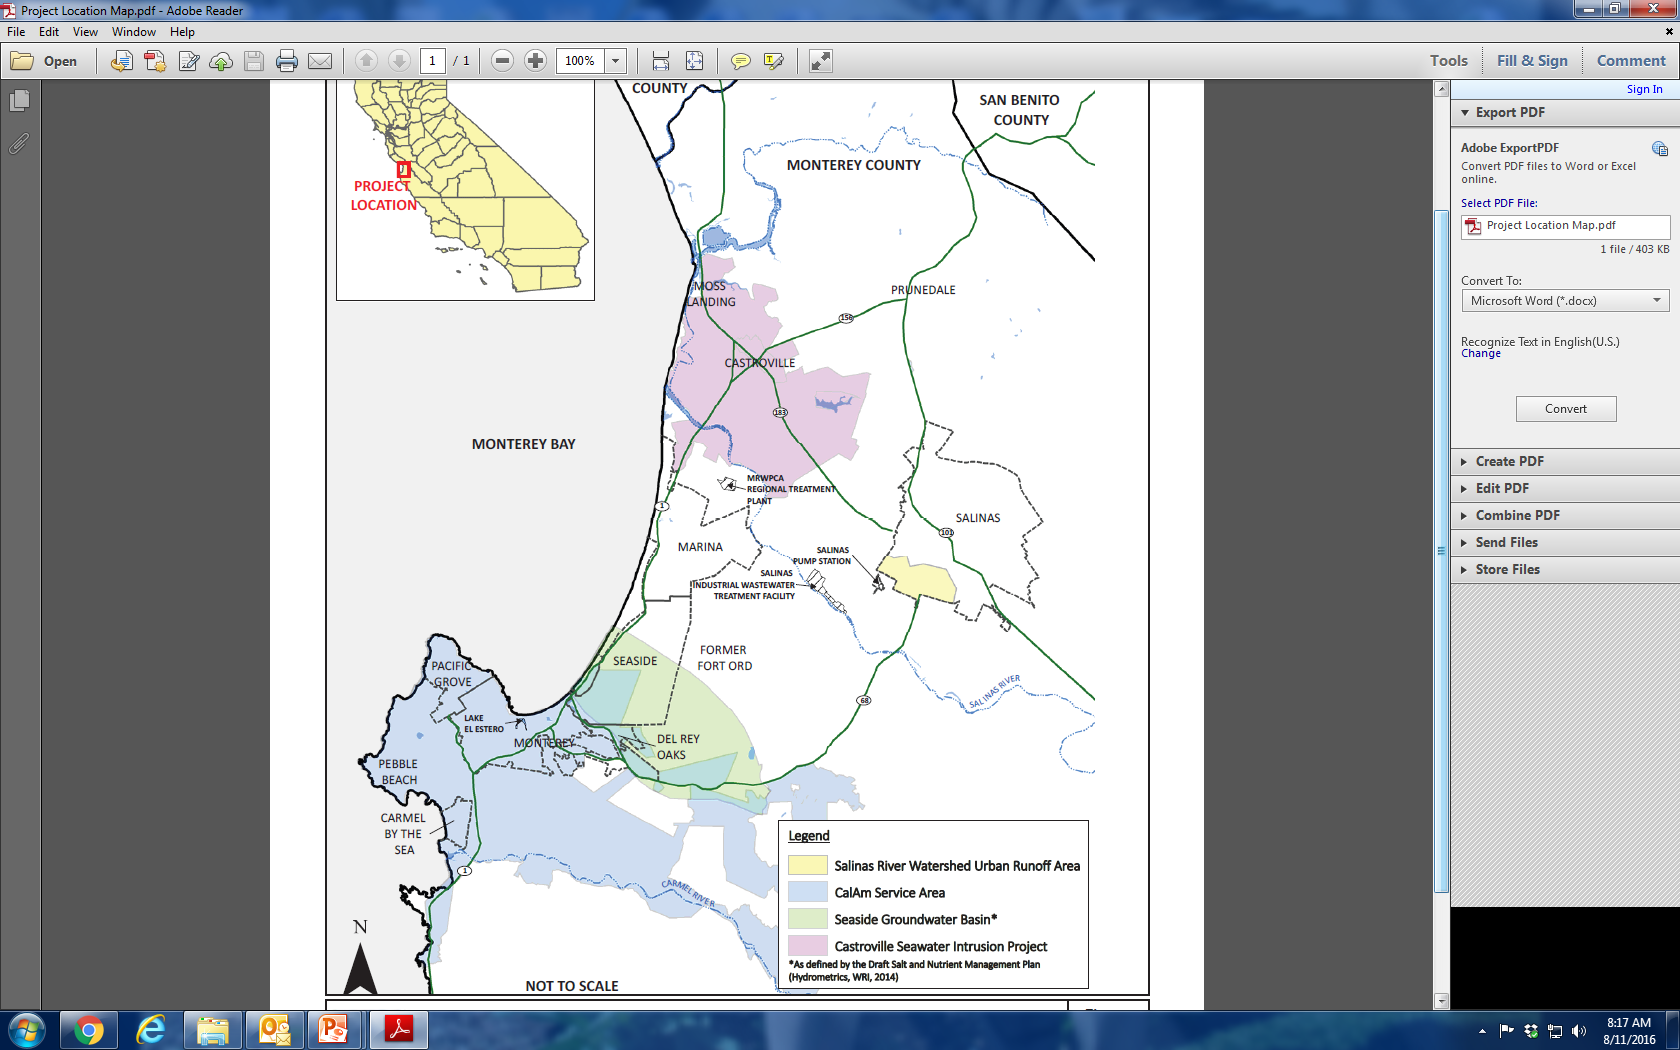 Project Location Map.pdf - Adobe Reader
File Edit View Window Help
Open
1 / 1
100%
Tools
Fill & Sign
Comment
Sign In
Export PDF
Adobe ExportPDF
Convert PDF files to Word or Excel
online.
Select PDF File:
Project Location Map.pdf
1 file / 403 KB
Convert To:
Microsoft Word (*.docx)
Recognize Text in English(U.S.)
Change
Convert
Create PDF
Edit PDF
Combine PDF
Send Files
Store Files
COUNTY
SAN BENITO
COUNTY
MONTEREY COUNTY
PROJECT
LOCATION
MOSS
LANDING
PRUNEDALE
156
CASTROVILLE
183
MONTEREY BAY
MRWPCA
REGIONAL TREATMENT
PLANT
1
SALINAS
101
MARINA
SALINAS
PUMP STATION
SALINAS
INDUSTRIAL WASTEWATER
TREATMENT FACILITY
FORMER
FORT ORD
SEASIDE
PACIFIC
GROVE
SALINAS RIVER
68
LAKE
EL ESTERO
MONTEREY
DEL REY
OAKS
PEBBLE
BEACH
CARMEL
BY THE
SEA
1
CARMEL RIVER
N
NOT TO SCALE
Legend
Salinas River Watershed Urban Runoff Area
CalAm Service Area
Seaside Groundwater Basin*
Castroville Seawater Intrusion Project
*As defined by the Draft Salt and Nutrient Management Plan
(Hydrometrics, WRI, 2014)
8:17 AM
8/11/2016